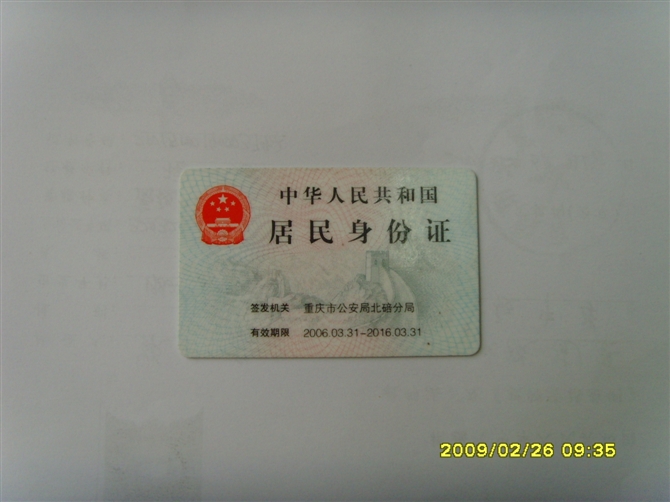 中华人民共和国
居民身份证
签发机关 重庆市公安局北碚分局
有效期限 2006.03.31-2016.03.31
2009/02/26 09:35